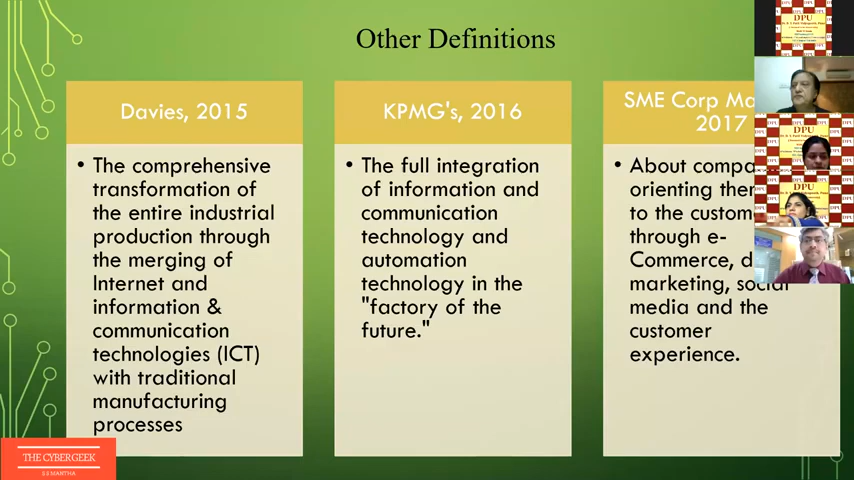 Other Definitions
Davies, 2015
• The comprehensive
transformation of
the entire industrial
production through
the merging of
Internet and
information &
communication
technologies (ICT)
with traditional
manufacturing
processes
KPMG's, 2016
• The full integration
of information and
communication
technology and
automation
technology in the
"factory of the
future."
SME Corp
2017
• About
orienting
to the
through e-
Commerce,
marketing, social
media and the
customer
experience.
DPU
DPU
DPU
DPU
THE CYBERGEEK